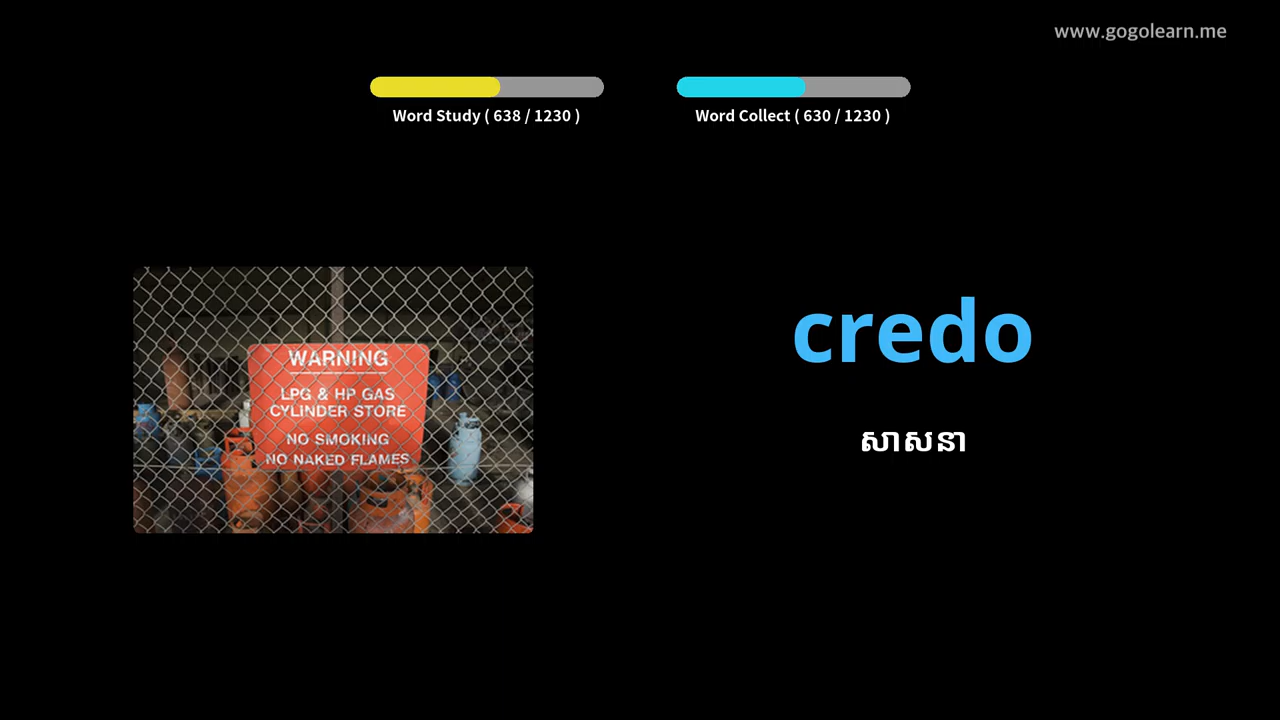 www.gogolearn.me
Word Study ( 638 / 1230 )
Word Collect ( 630 / 1230 )
WARNING
LPG & HP GAS
CYLINDER STORE
NO SMOKING
NO NAKED FLAMES
credo
សាសនា